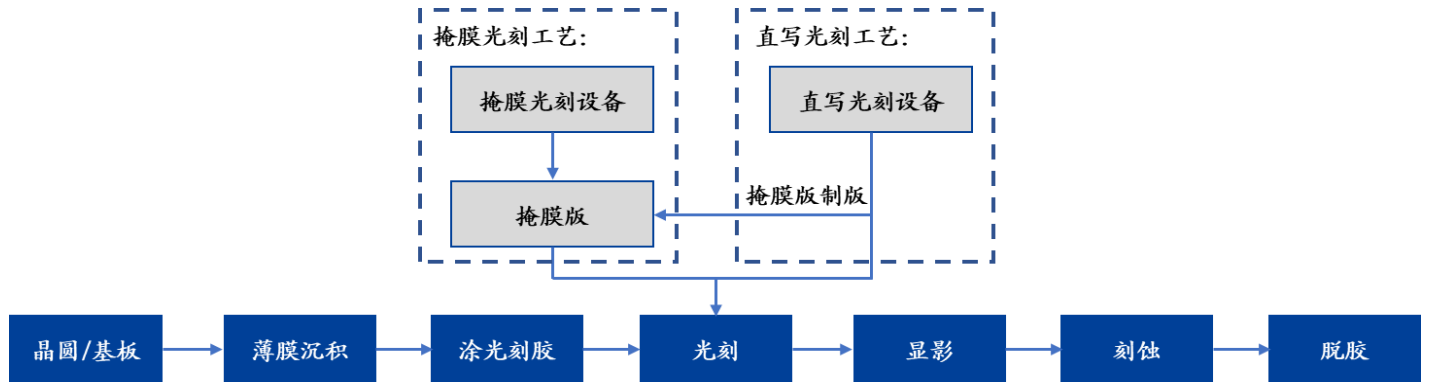 掩膜光刻工艺：
直写光刻工艺：
掩膜光刻设备
直写光刻设备
掩膜版制版
掩膜版
晶圆/基板
薄膜沉积
涂光刻胶
光刻
显影
刻蚀
脱胶